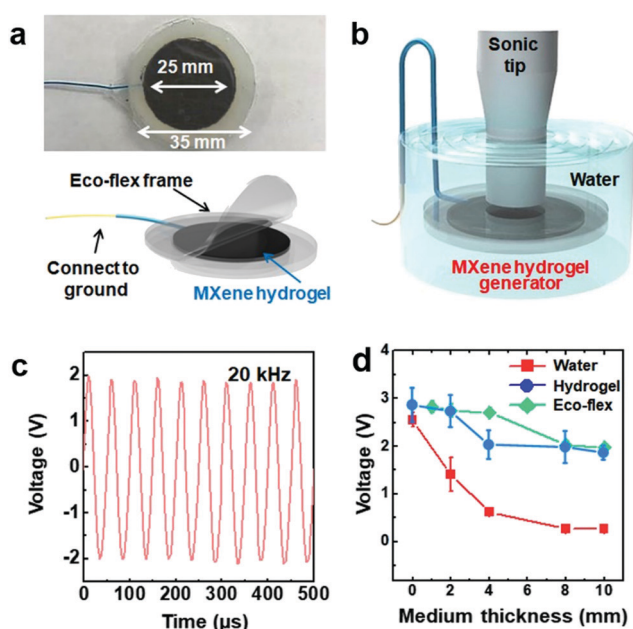 a
25 mm
35 mm
Eco-flex frame
Connect to
ground
MXene hydrogel
b
Sonic
tip
Water
MXene hydrogel
generator
c
20 kHz
2
1
0
-1
-2
Voltage (V)
0 100 200 300 400 500
Time (µs)
d
Water
Hydrogel
Eco-flex
4
3
2
1
0
Voltage (V)
0 2 4 6 8 10
Medium thickness (mm)